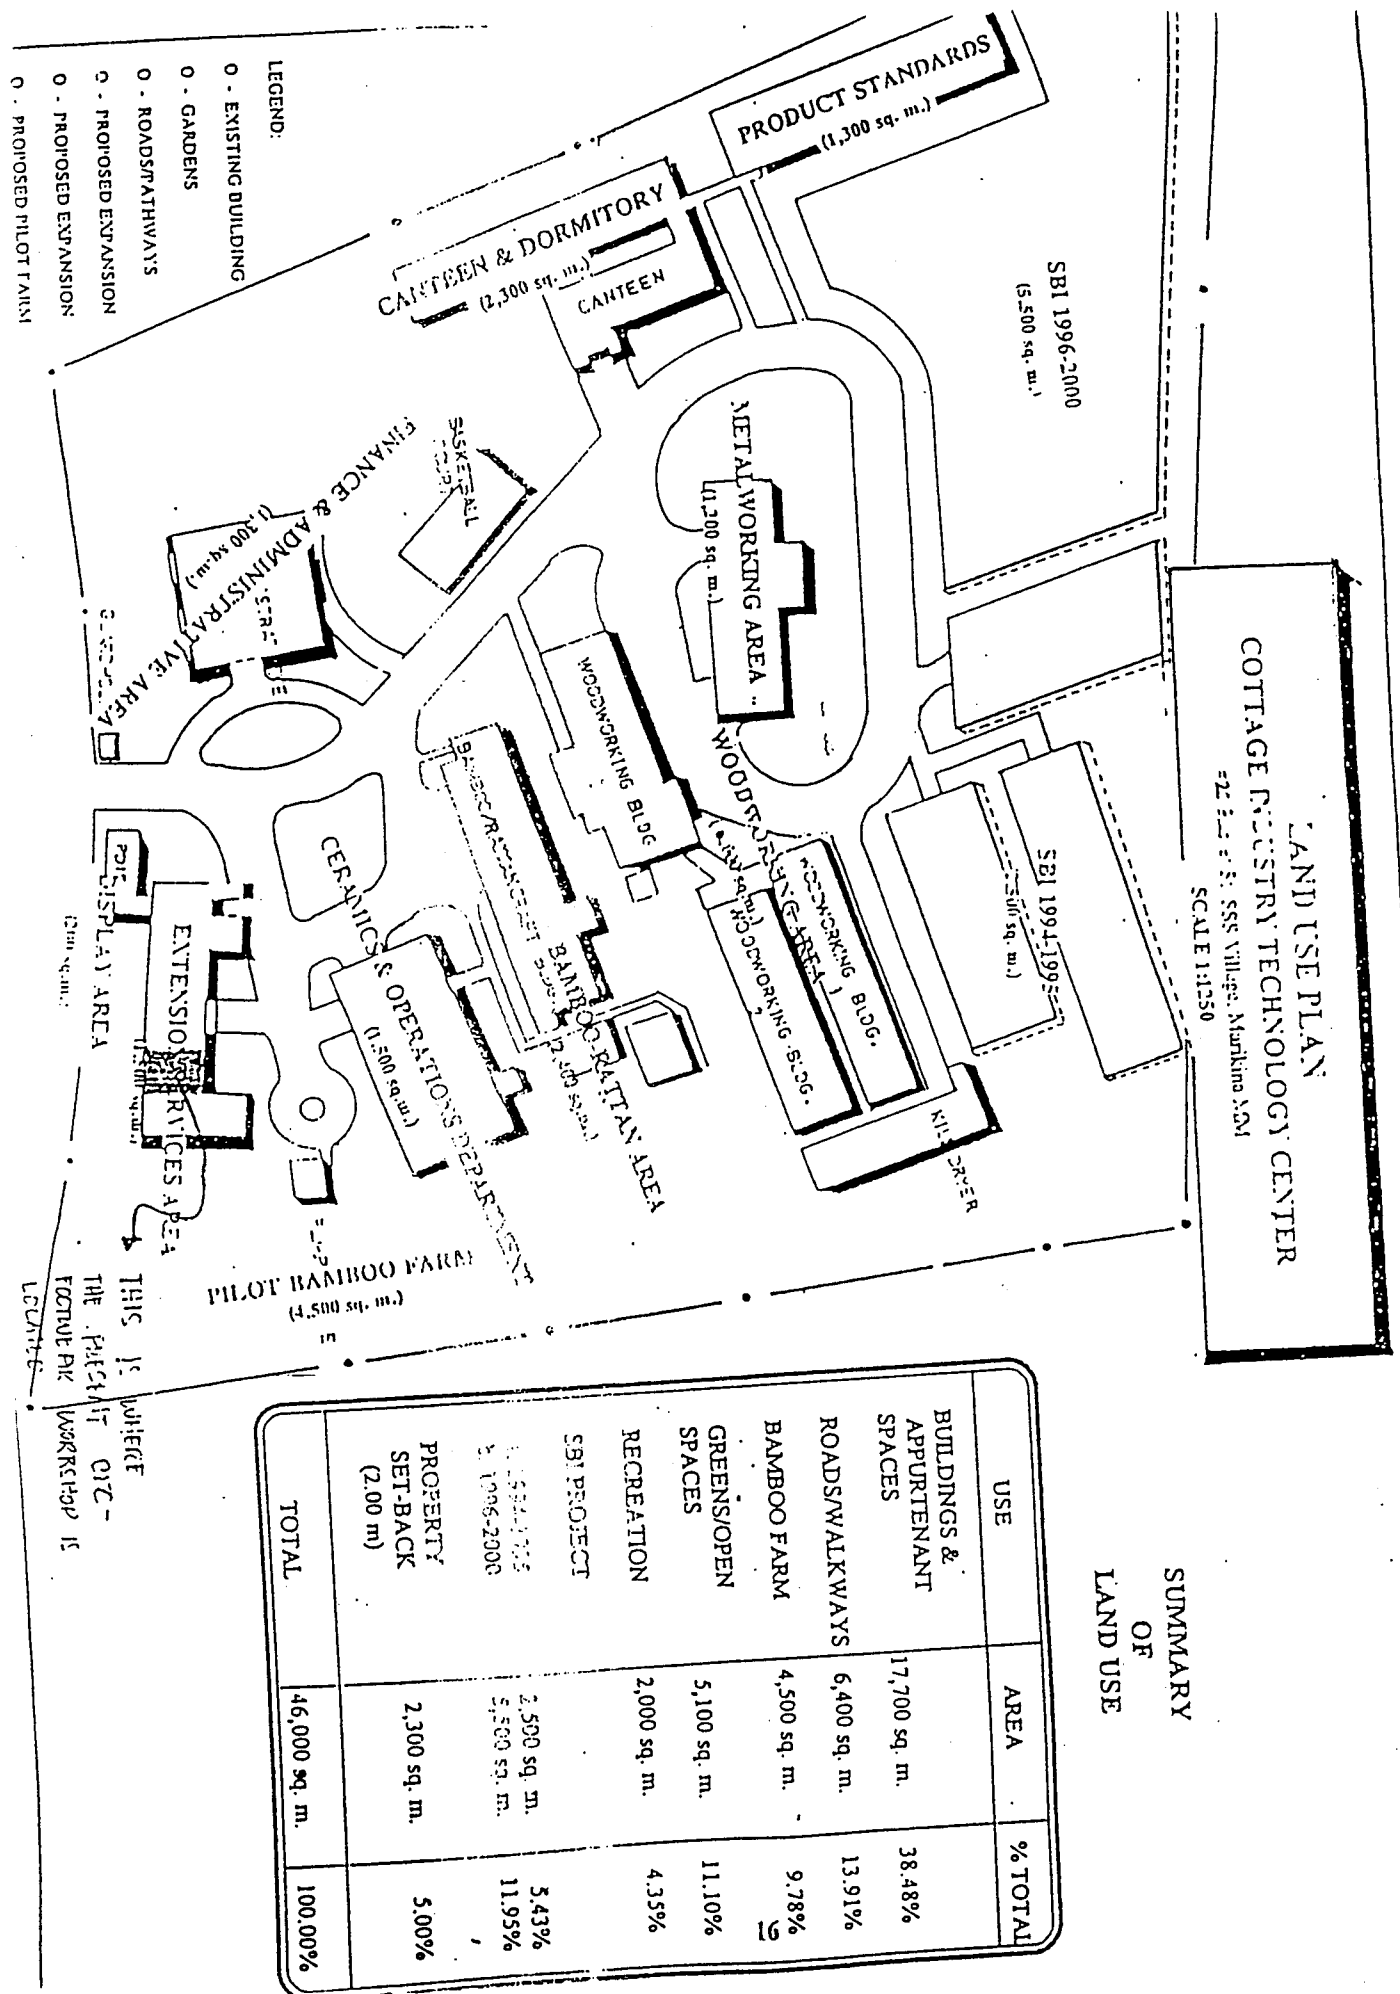 LAND USE PLAN
COTTAGE INDUSTRY TECHNOLOGY CENTER
SSS Village, Marikina MM
SCALE 1:1250
SBI 1996-2000
(5,500 sq. m.)
PRODUCT STANDARDS
(1,300 sq. m.)
CANTEEN & DORMITORY
(2,300 sq. m.)
CANTEEN
METALWORKING AREA
(1,200 sq. m.)
SBI 1994-1995
BASKETBALL
COURT
FINANCE & ADMINISTRATIVE AREA
(1,300 sq. m.)
WOODWORKING BLDG
WOODWORKING AREA
WOODWORKING BLDG.
WOODWORKING BLDG.
KILN DRYER
BAMBOO-RATTAN AREA
CERAMICS & OPERATIONS DEPARTMENT
(1,500 sq.m.)
DISPLAY AREA
EXTENSION SERVICES AREA
PILOT BAMBOO FARM
(4,500 sq. m.)
THIS IS WHERE
THE PRESENT CITC-
FOOTWEAR WORKSHOP IS
LOCATED
LEGEND:
O - EXISTING BUILDING
O - GARDENS
O - ROADS/PATHWAYS
O - PROPOSED EXPANSION
O - PROPOSED EXPANSION
O - PROPOSED PILOT FARM
SUMMARY
OF
LAND USE
USE AREA % TOTAL
BUILDINGS &
APPURTENANT
SPACES 17,700 sq. m. 38.48%
ROADS/WALKWAYS 6,400 sq. m. 13.91%
BAMBOO FARM 4,500 sq. m. 9.78%
GREENS/OPEN
SPACES 5,100 sq. m. 11.10%
RECREATION 2,000 sq. m. 4.35%
SBI PROJECT
2,500 sq. m. 5.43%
1996-2000 5,500 sq. m. 11.95%
PROPERTY
SET-BACK
(2.00 m) 2,300 sq. m. 5.00%
TOTAL 46,000 sq. m. 100.00%
16